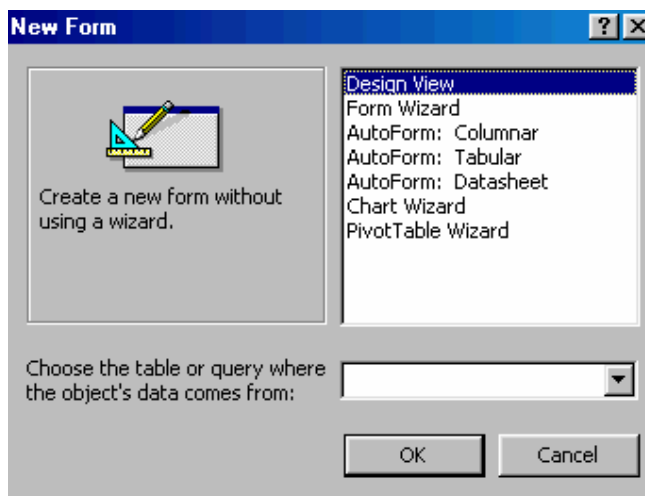 New Form
Design View
Form Wizard
AutoForm: Columnar
AutoForm: Tabular
AutoForm: Datasheet
Chart Wizard
PivotTable Wizard
Create a new form without
using a wizard.
Choose the table or query where
the object's data comes from:
OK
Cancel